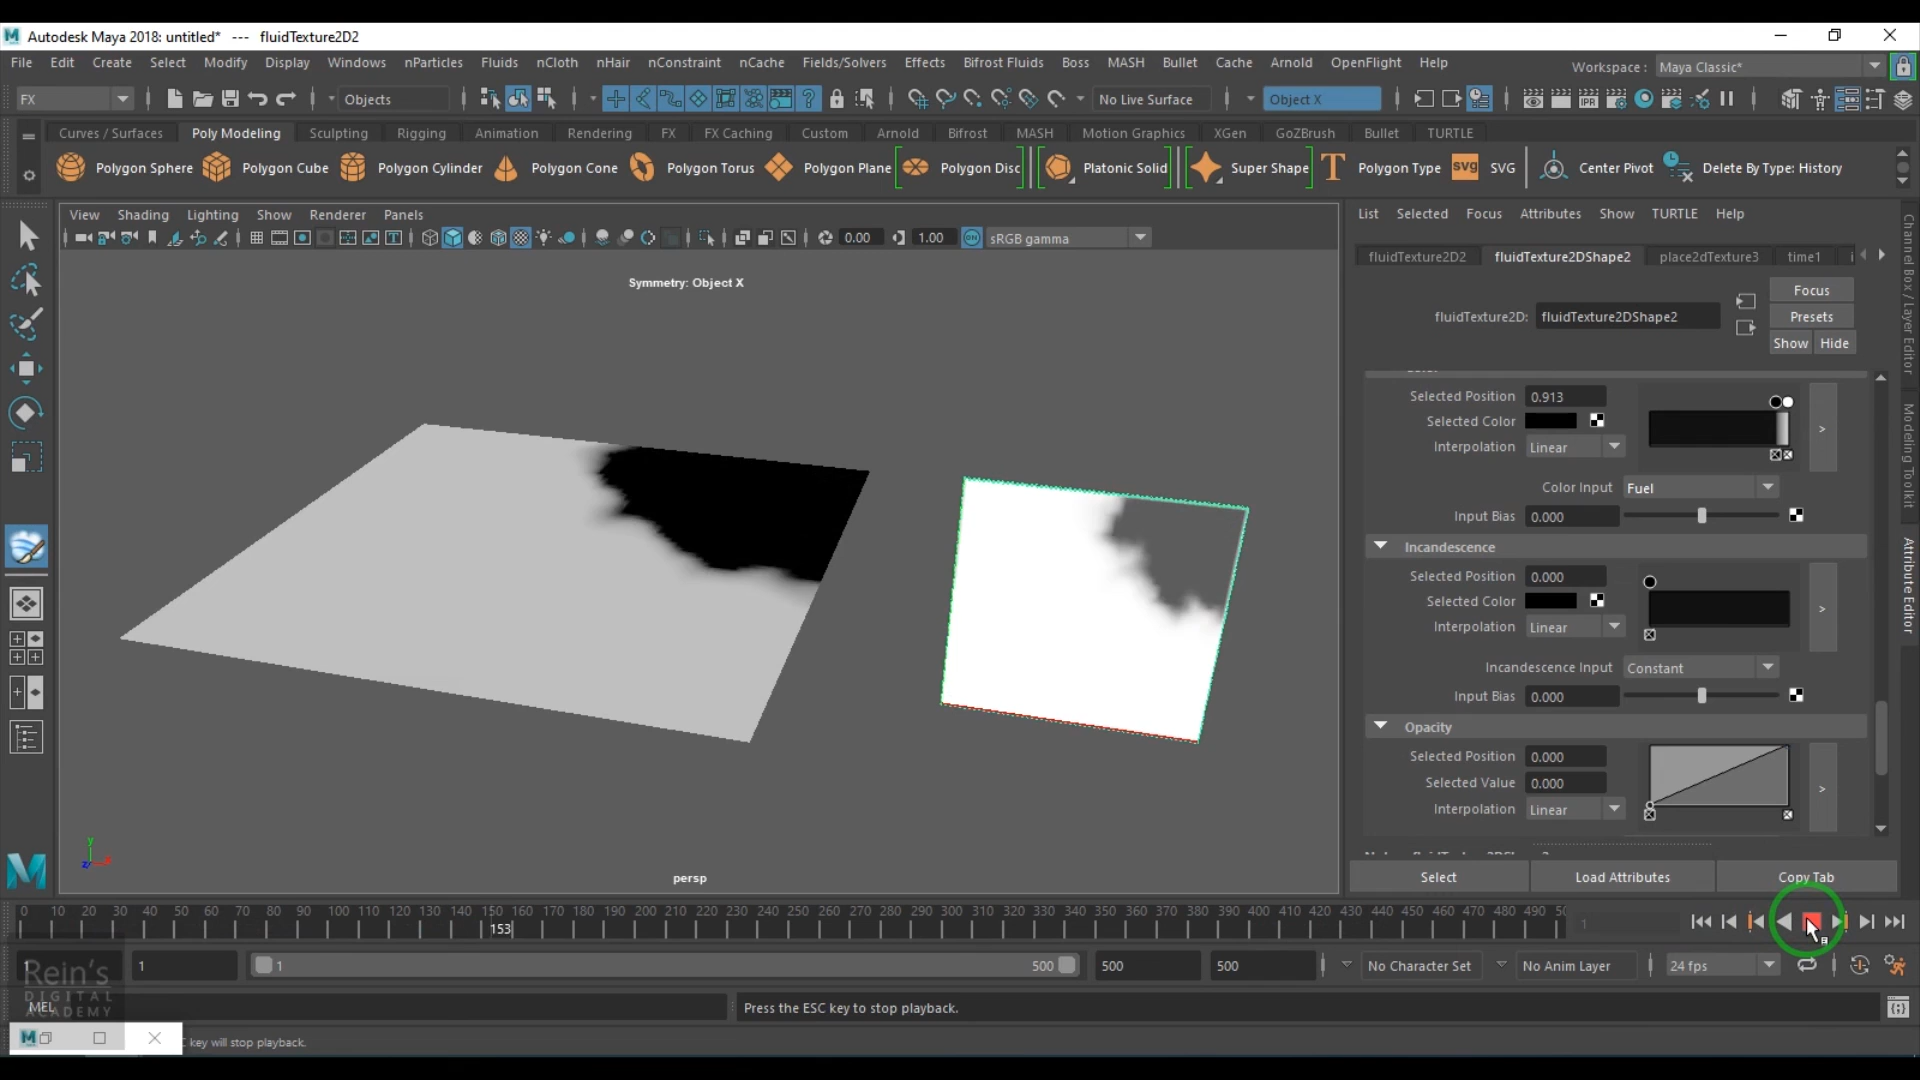 Autodesk Maya 2018: untitled* --- fluidTexture2D2
File Edit Create Select Modify Display Windows nParticles Fluids nCloth nHair nConstraint nCache Fields/Solvers Effects Bifrost Fluids Boss MASH Bullet Cache Arnold OpenFlight Help
Workspace : Maya Classic*
FX Objects No Live Surface Object X
Curves / Surfaces Poly Modeling Sculpting Rigging Animation Rendering FX FX Caching Custom Arnold Bifrost MASH Motion Graphics XGen GoZBrush Bullet TURTLE
Polygon Sphere Polygon Cube Polygon Cylinder Polygon Cone Polygon Torus Polygon Plane Polygon Disc Platonic Solid Super Shape Polygon Type SVG Center Pivot Delete By Type: History
View Shading Lighting Show Renderer Panels
0.00 1.00 sRGB gamma
Symmetry: Object X
persp
List Selected Focus Attributes Show TURTLE Help
fluidTexture2D2 fluidTexture2DShape2 place2dTexture3 time1
Focus
fluidTexture2D: fluidTexture2DShape2 Presets
Show Hide
Selected Position 0.913
Selected Color
Interpolation Linear
Color Input Fuel
Input Bias 0.000
Incandescence
Selected Position 0.000
Selected Color
Interpolation Linear
Incandescence Input Constant
Input Bias 0.000
Opacity
Selected Position 0.000
Selected Value 0.000
Interpolation Linear
Select Load Attributes Copy Tab
Channel Box / Layer Editor
Modeling Toolkit
Attribute Editor
0 10 20 30 40 50 60 70 80 90 100 110 120 130 140 150 160 170 180 190 200 210 220 230 240 250 260 270 280 290 300 310 320 330 340 350 360 370 380 390 400 410 420 430 440 450 460 470 480 490
153
1
1 1 1 500 500 500 No Character Set No Anim Layer 24 fps
Rein's
DIGITAL
ACADEMY
MEL
Press the ESC key to stop playback.
key will stop playback.